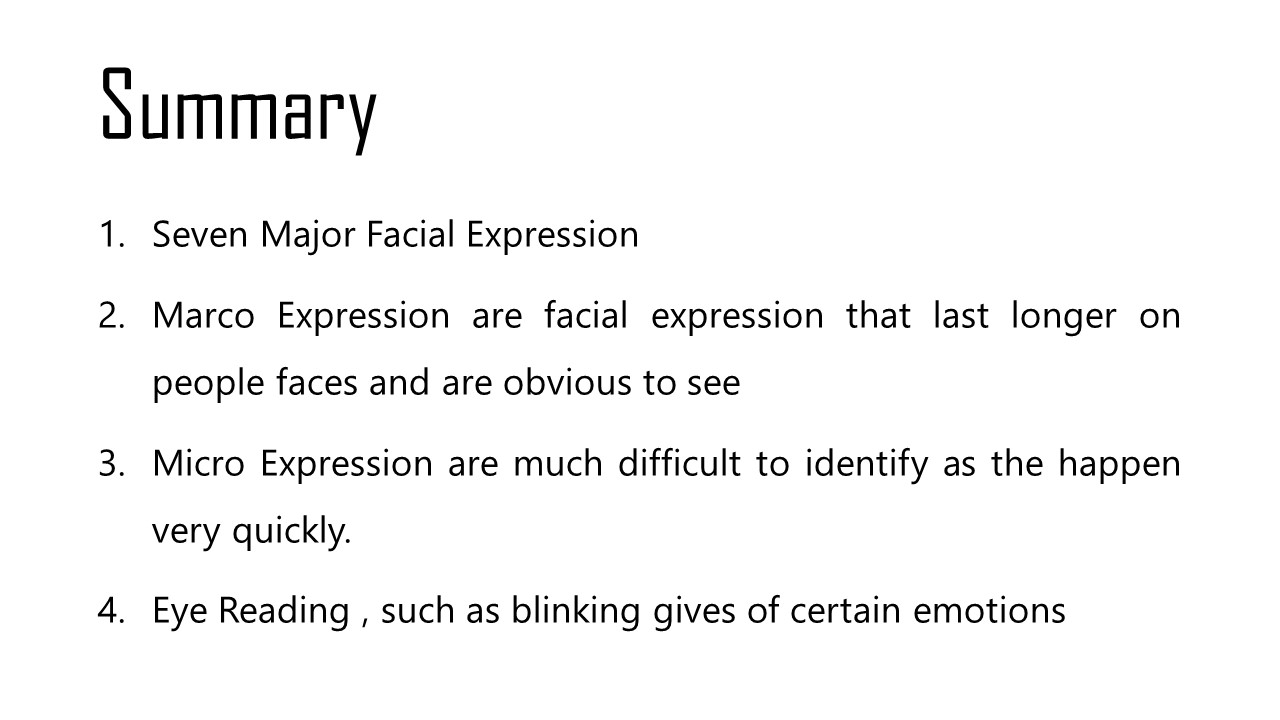 Summary
1. Seven Major Facial Expression
2. Marco Expression are facial expression that last longer on
people faces and are obvious to see
3. Micro Expression are much difficult to identify as the happen
very quickly.
4. Eye Reading , such as blinking gives of certain emotions